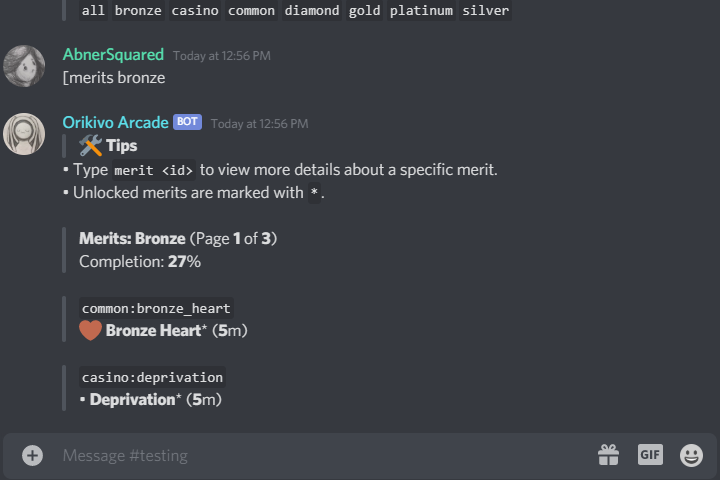 all bronze casino common diamond gold platinum silver
AbnerSquared Today at 12:56 PM
[merits bronze
Orikivo Arcade BOT Today at 12:56 PM
Tips
• Type merit <id> to view more details about a specific merit.
• Unlocked merits are marked with *.
Merits: Bronze (Page 1 of 3)
Completion: 27%
common:bronze_heart
Bronze Heart* (5m)
casino:deprivation
• Deprivation* (5m)
Message #testing
GIF